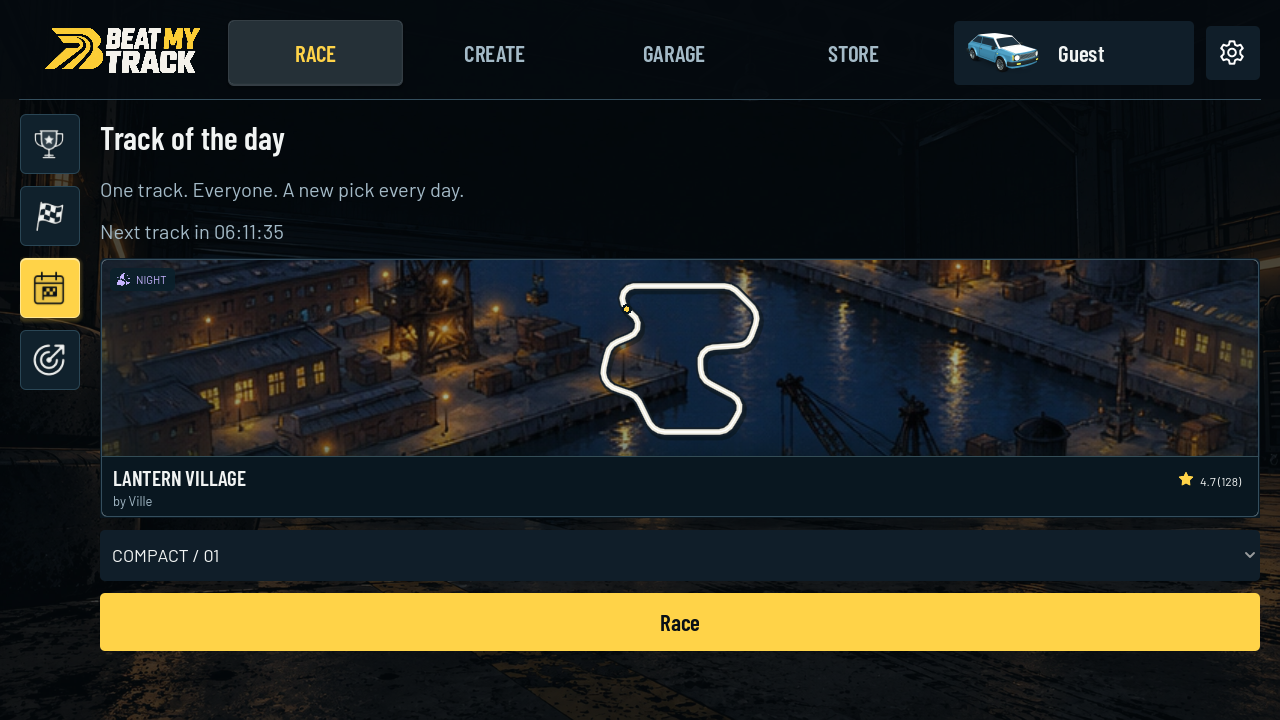 BEAT MY
TRACK
RACE
CREATE
GARAGE
STORE
Guest
Track of the day
One track. Everyone. A new pick every day.
Next track in 06:11:35
NIGHT
LANTERN VILLAGE
by Ville
4.7 (128)
COMPACT / 01
Race